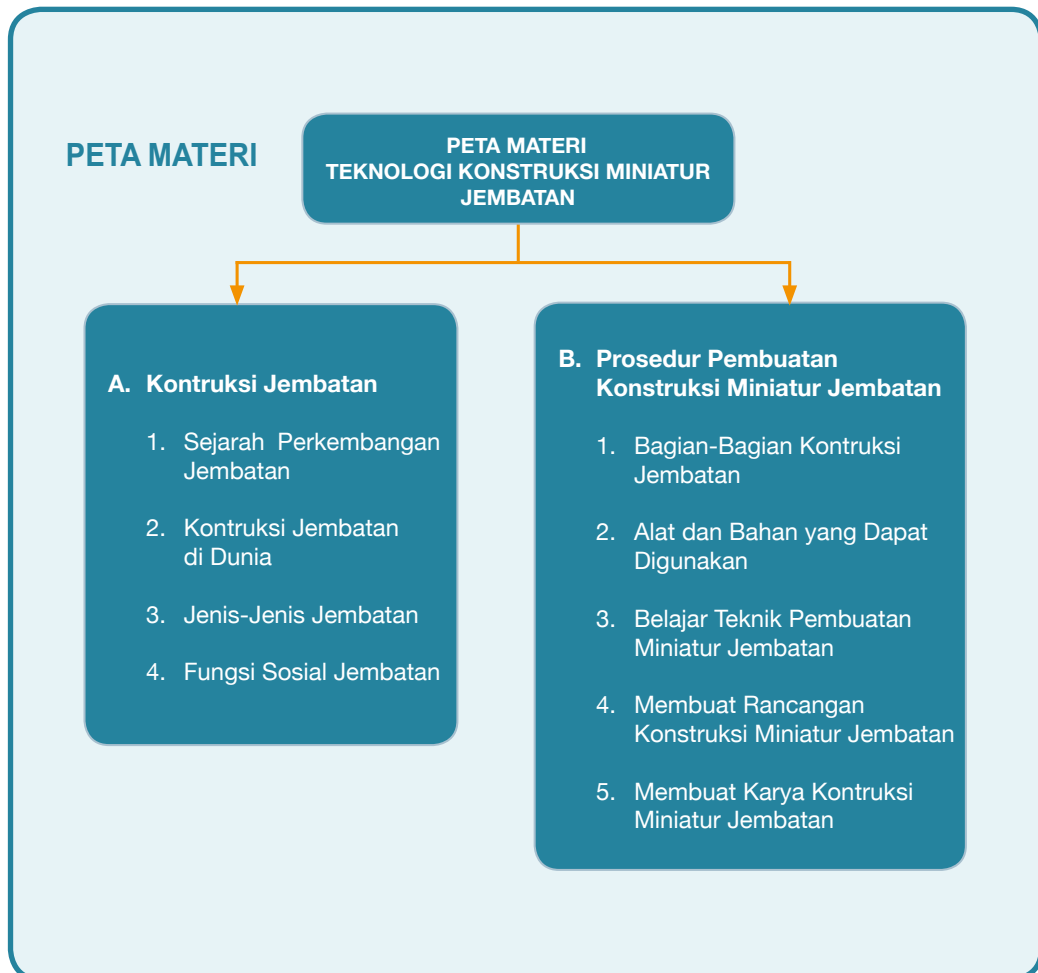 PETA MATERI
PETA MATERI
TEKNOLOGI KONSTRUKSI MINIATUR
JEMBATAN
A. Kontruksi Jembatan
1. Sejarah Perkembangan
Jembatan
2. Kontruksi Jembatan
di Dunia
3. Jenis-Jenis Jembatan
4. Fungsi Sosial Jembatan
B. Prosedur Pembuatan
Konstruksi Miniatur Jembatan
1. Bagian-Bagian Kontruksi
Jembatan
2. Alat dan Bahan yang Dapat
Digunakan
3. Belajar Teknik Pembuatan
Miniatur Jembatan
4. Membuat Rancangan
Konstruksi Miniatur Jembatan
5. Membuat Karya Kontruksi
Miniatur Jembatan